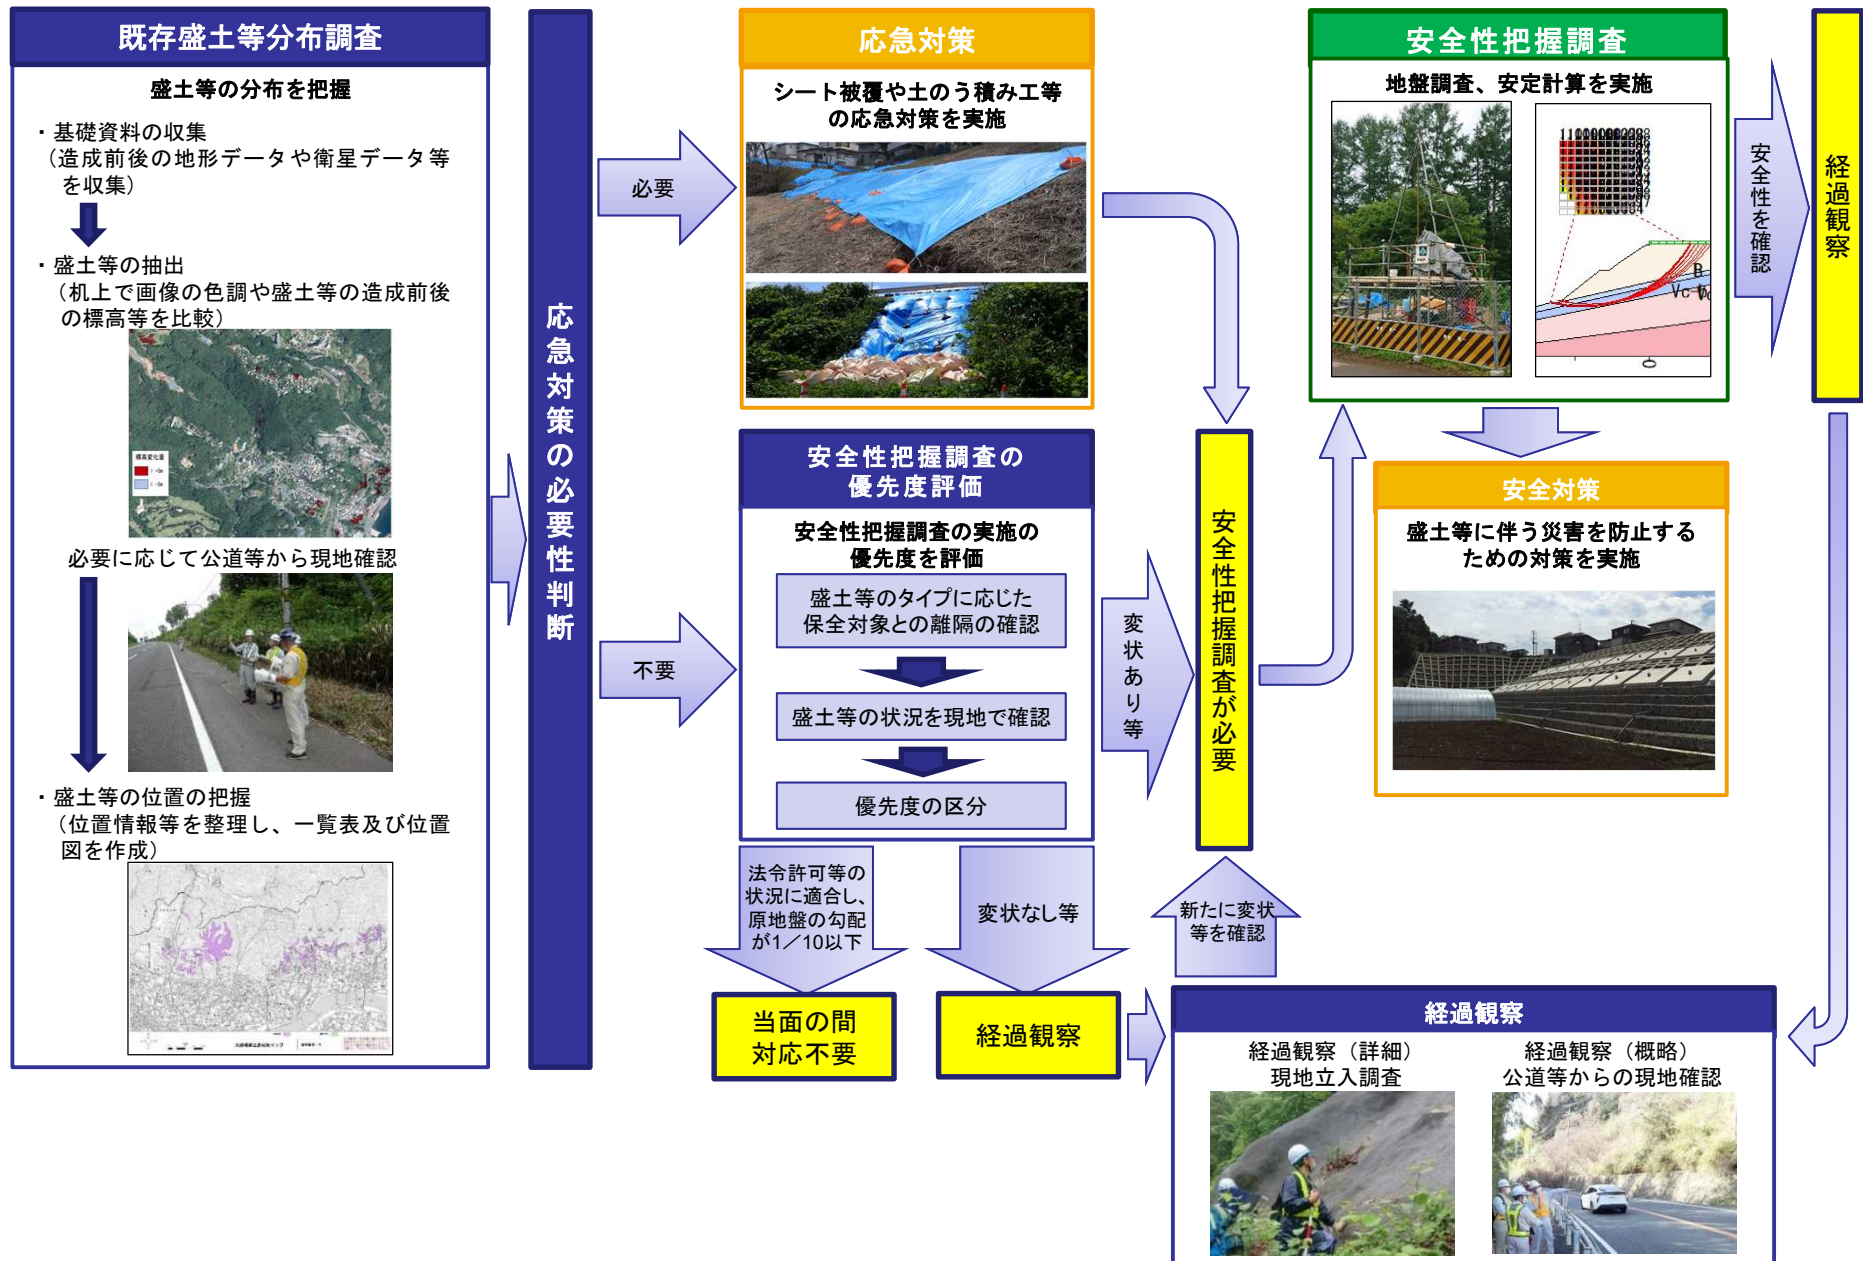 既存盛土等分布調査
盛土等の分布を把握
・基礎資料の収集
（造成前後の地形データや衛星データ等
を収集）
・盛土等の抽出
（机上で画像の色調や盛土等の造成前後
の標高等を比較）
標高変化量
必要に応じて公道等から現地確認
・盛土等の位置の把握
（位置情報等を整理し、一覧表及び位置
図を作成）
応急対策の必要性判断
必要
不要
応急対策
シート被覆や土のう積み工等
の応急対策を実施
安全性把握調査の
優先度評価
安全性把握調査の実施の
優先度を評価
盛土等のタイプに応じた
保全対象との離隔の確認
盛土等の状況を現地で確認
優先度の区分
法令許可等の
状況に適合し、
原地盤の勾配
が1／10以下
変状なし等
当面の間
対応不要
経過観察
変状あり等
安全性把握調査が必要
新たに変状
等を確認
安全性把握調査
地盤調査、安定計算を実施
B
Vc
0
安全性を確認
経過観察
安全対策
盛土等に伴う災害を防止する
ための対策を実施
経過観察
経過観察（詳細）
現地立入調査
経過観察（概略）
公道等からの現地確認